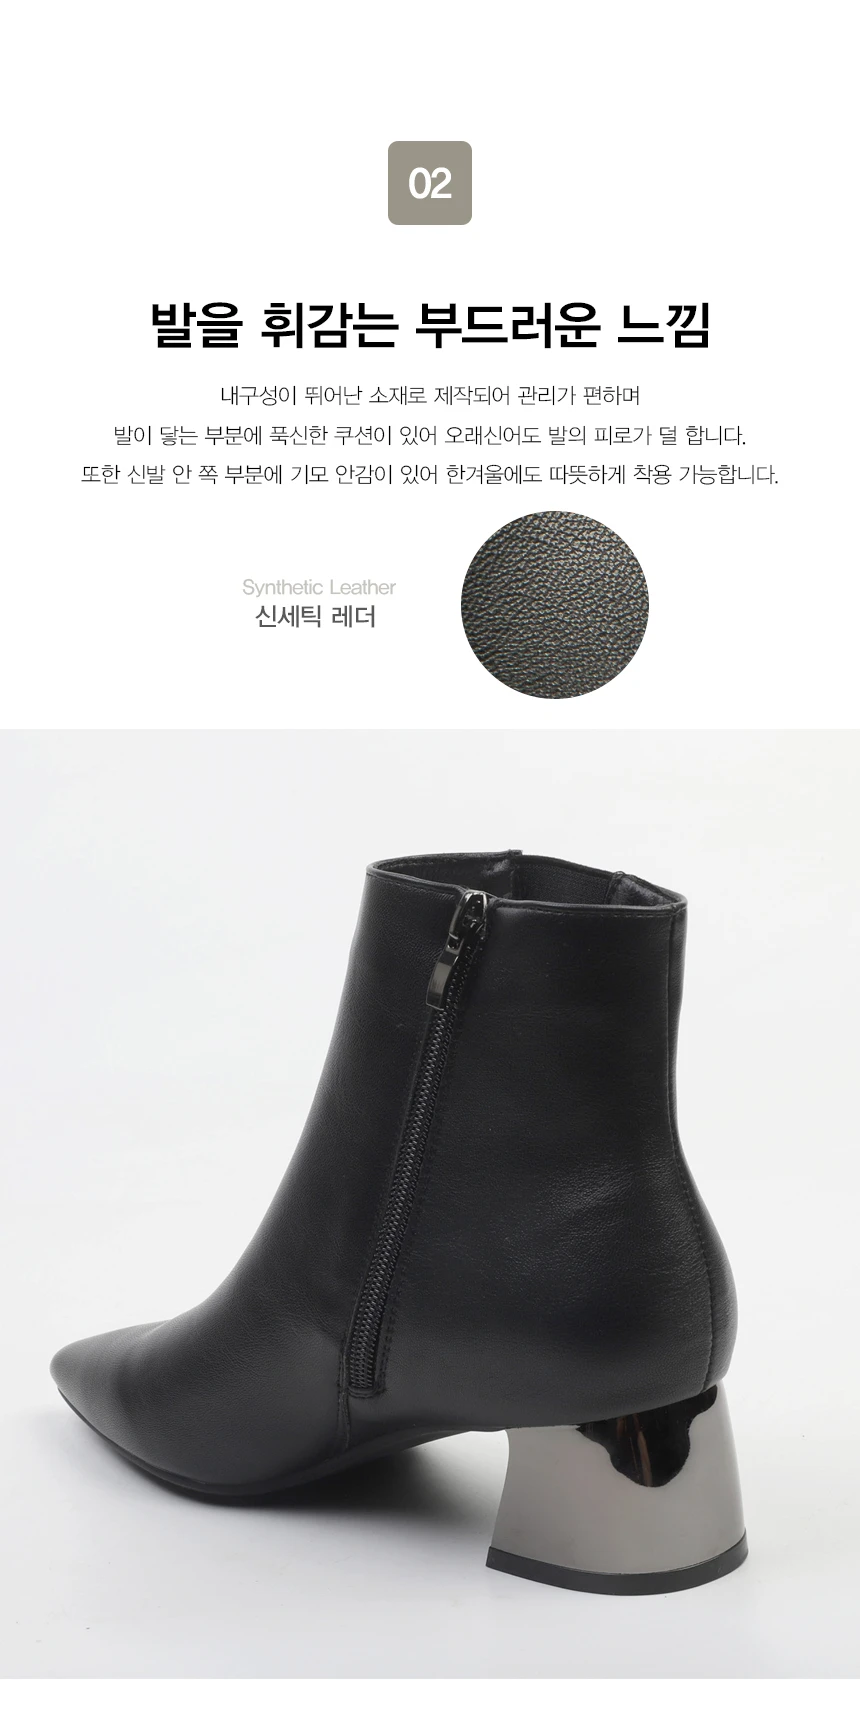 02
발을 휘감는 부드러운 느낌
내구성이 뛰어난 소재로 제작되어 관리가 편하며
발이 닿는 부분에 푹신한 쿠션이 있어 오래신어도 발의 피로가 덜 합니다.
또한 신발 안 쪽 부분에 기모 안감이 있어 한겨울에도 따뜻하게 착용 가능합니다.
Synthetic Leather
신세틱 레더